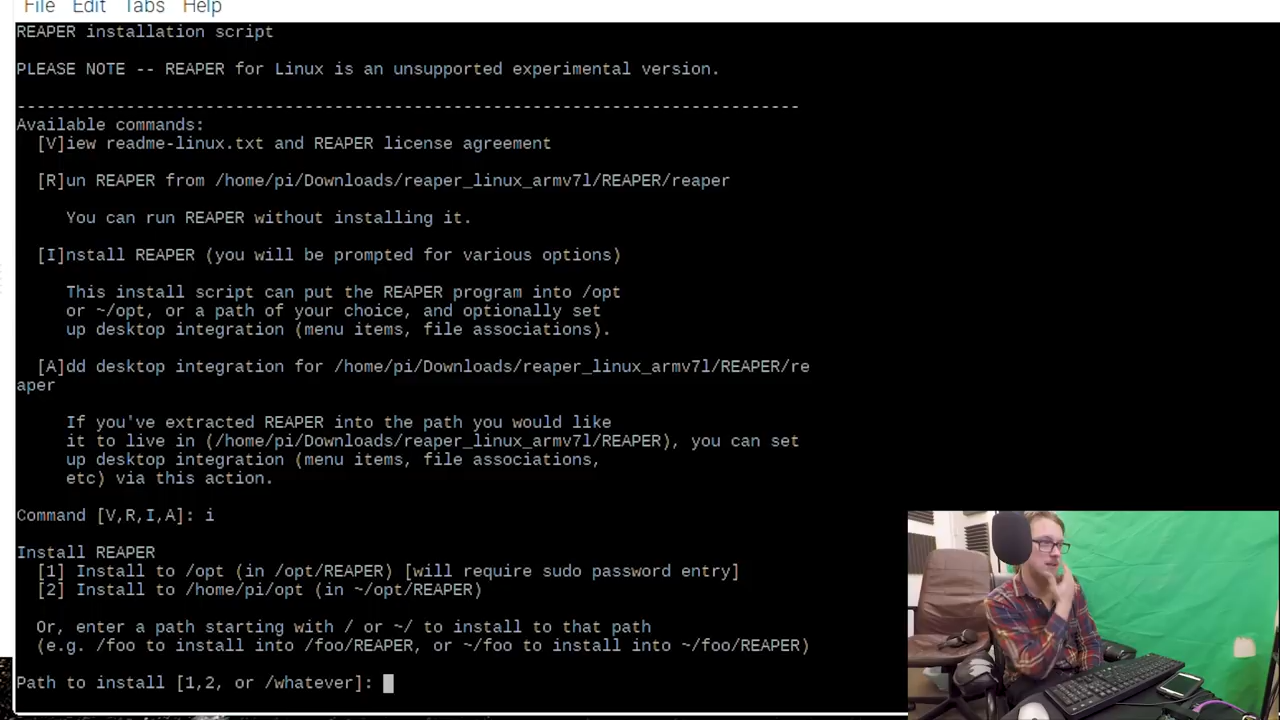 File Edit Tabs Help
REAPER installation script
PLEASE NOTE -- REAPER for Linux is an unsupported experimental version.
-------------------------------------------------------------------------------
Available commands:
[V]iew readme-linux.txt and REAPER license agreement
[R]un REAPER from /home/pi/Downloads/reaper_linux_armv7l/REAPER/reaper
You can run REAPER without installing it.
[I]nstall REAPER (you will be prompted for various options)
This install script can put the REAPER program into /opt
or ~/opt, or a path of your choice, and optionally set
up desktop integration (menu items, file associations).
[A]dd desktop integration for /home/pi/Downloads/reaper_linux_armv7l/REAPER/re
aper
If you've extracted REAPER into the path you would like
it to live in (/home/pi/Downloads/reaper_linux_armv7l/REAPER), you can set
up desktop integration (menu items, file associations,
etc) via this action.
Command [V,R,I,A]: i
Install REAPER
[1] Install to /opt (in /opt/REAPER) [will require sudo password entry]
[2] Install to /home/pi/opt (in ~/opt/REAPER)
Or, enter a path starting with / or ~/ to install to that path
(e.g. /foo to install into /foo/REAPER, or ~/foo to install into ~/foo/REAPER)
Path to install [1,2, or /whatever]: